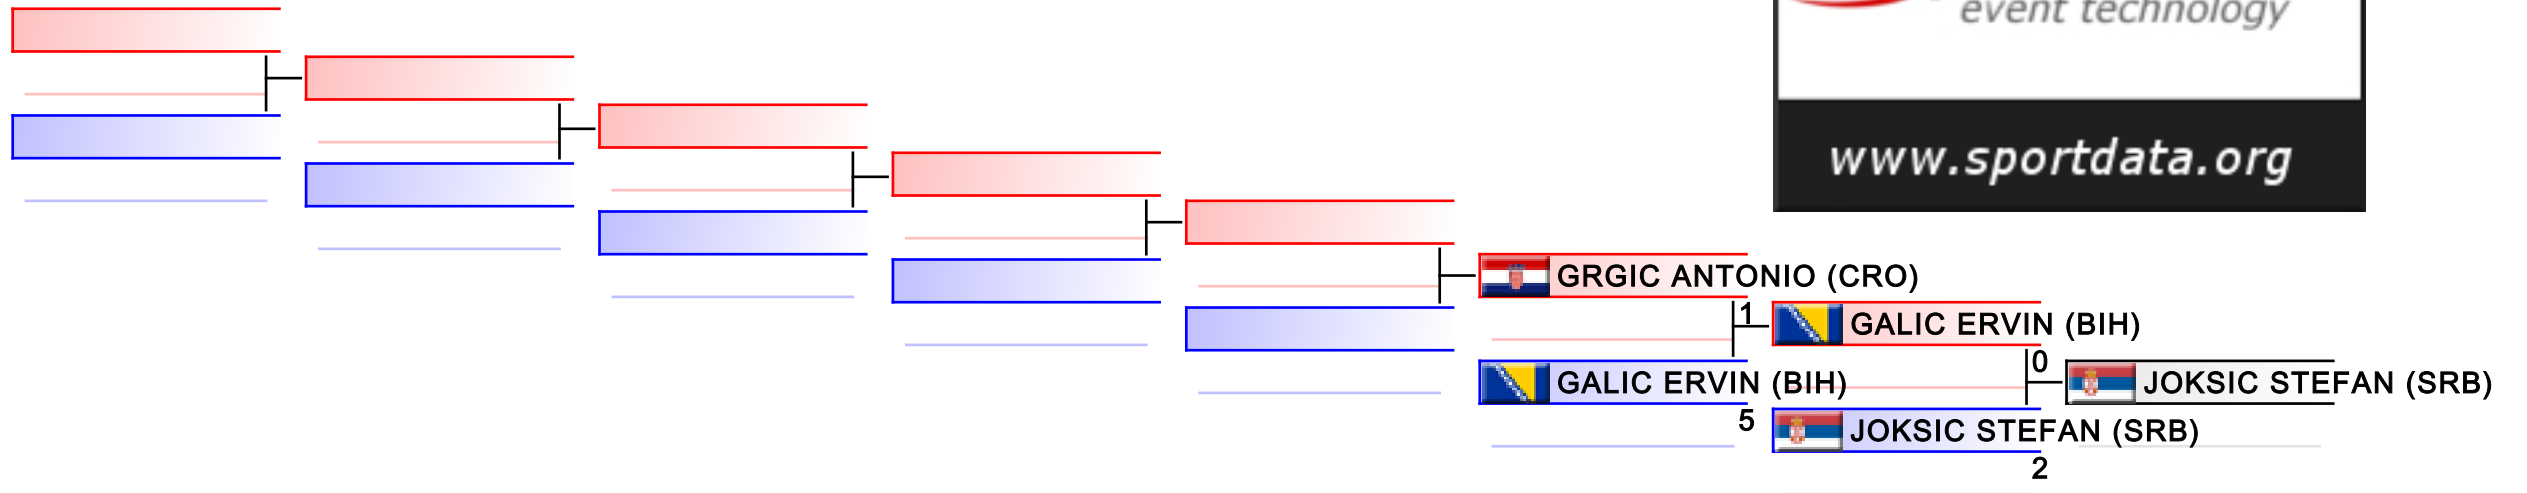 event technology
www.sportdata.org
GRGIC ANTONIO (CRO)
1
GALIC ERVIN (BIH)
GALIC ERVIN (BIH)
5
0
JOKSIC STEFAN (SRB)
JOKSIC STEFAN (SRB)
2